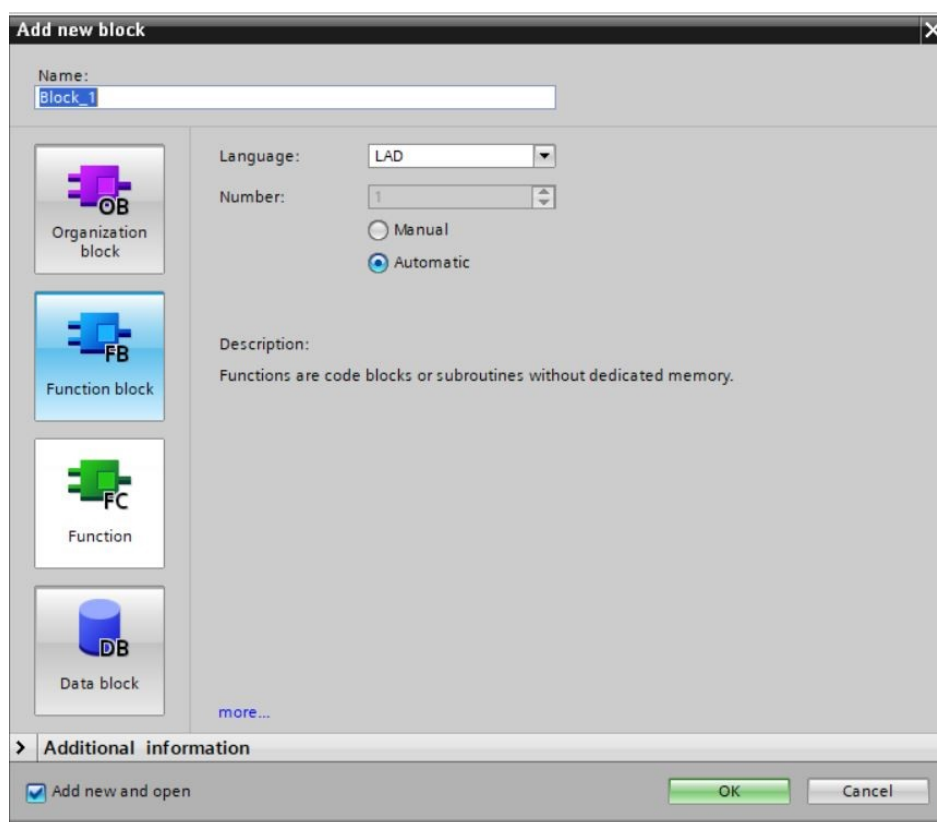 Add new block
Name:
Block_1
OB
Organization
block
FB
Function block
FC
Function
DB
Data block
Language:
LAD
Number:
1
Manual
Automatic
Description:
Functions are code blocks or subroutines without dedicated memory.
more...
Additional information
Add new and open
OK
Cancel